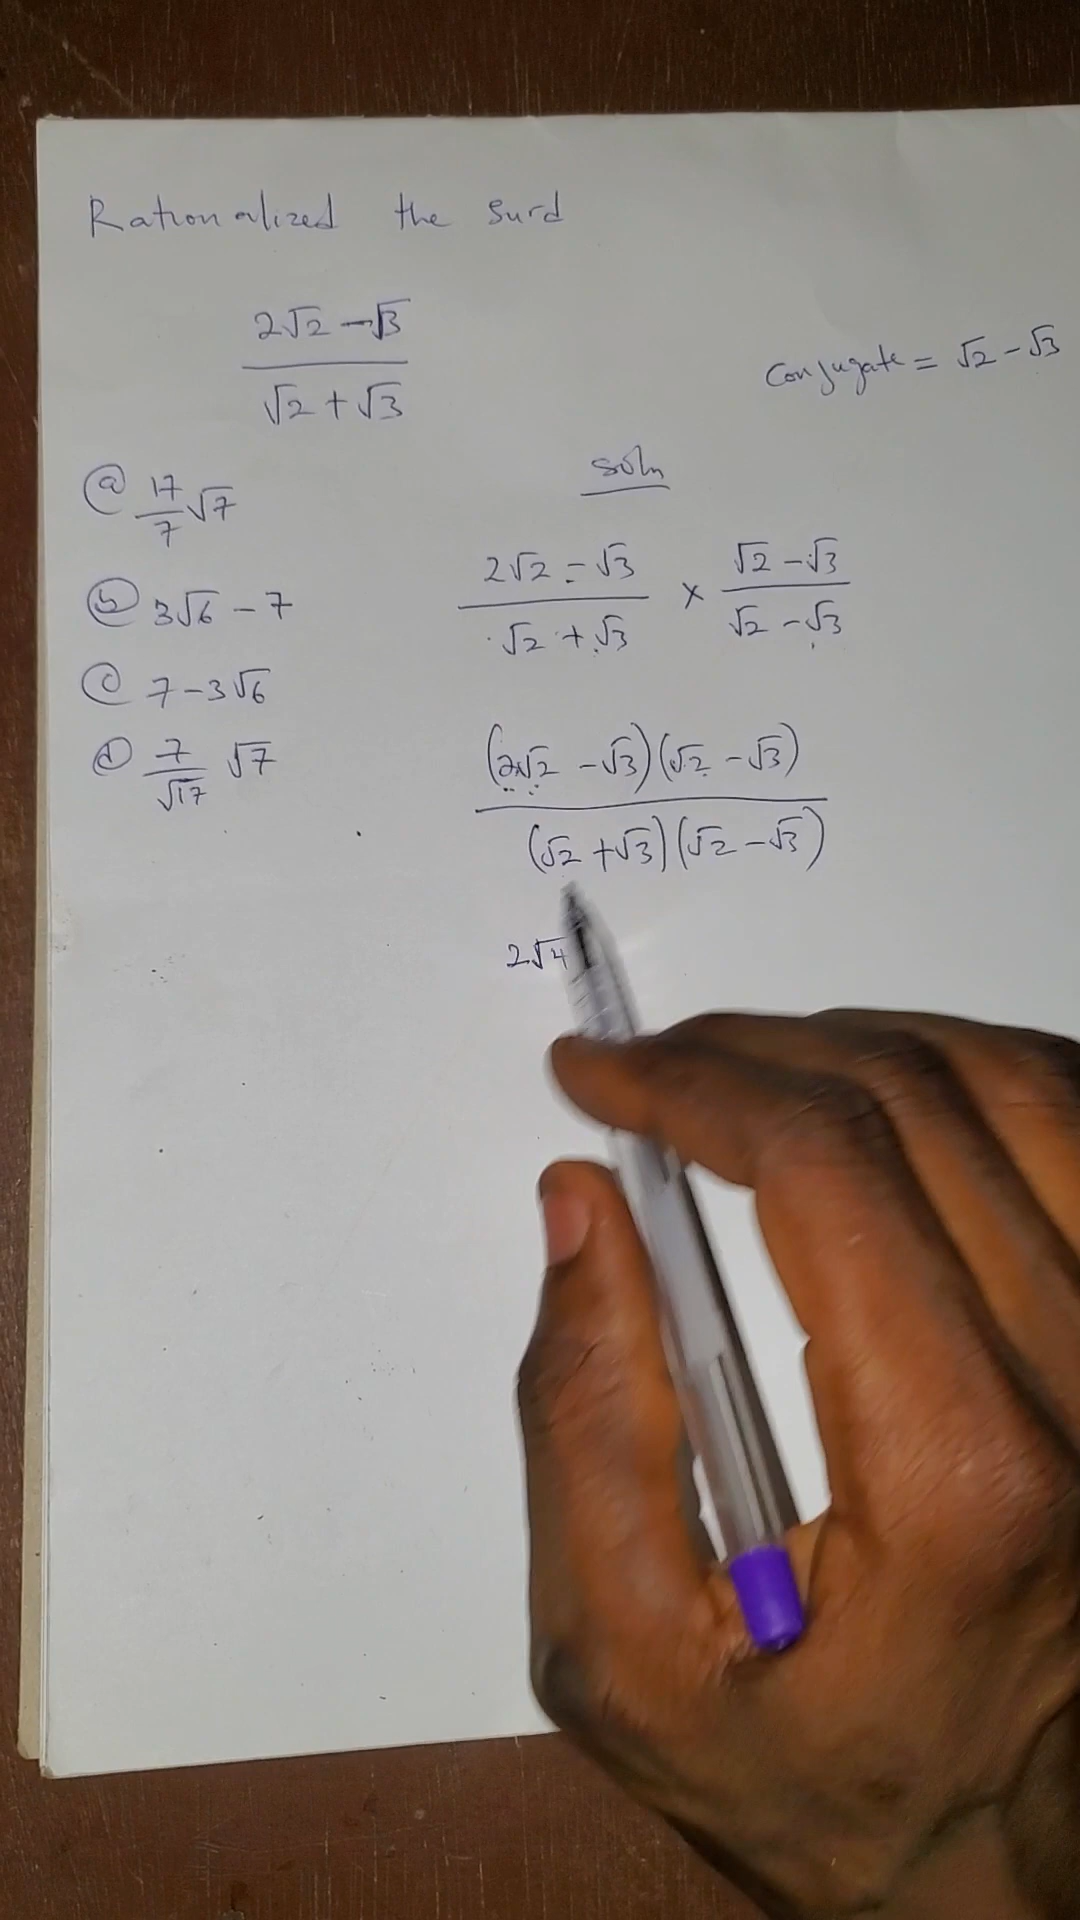 Rationalized the surd
2√2 - √3
√2 + √3
Conjugate = √2 - √3
(a) 17/7 √7
(b) 3√6 - 7
(c) 7 - 3√6
(d) 7/√17 √7
soln
2√2 - √3 × √2 - √3
√2 + √3 √2 - √3
(2√2 - √3)(√2 - √3)
(√2 + √3)(√2 - √3)
2√4